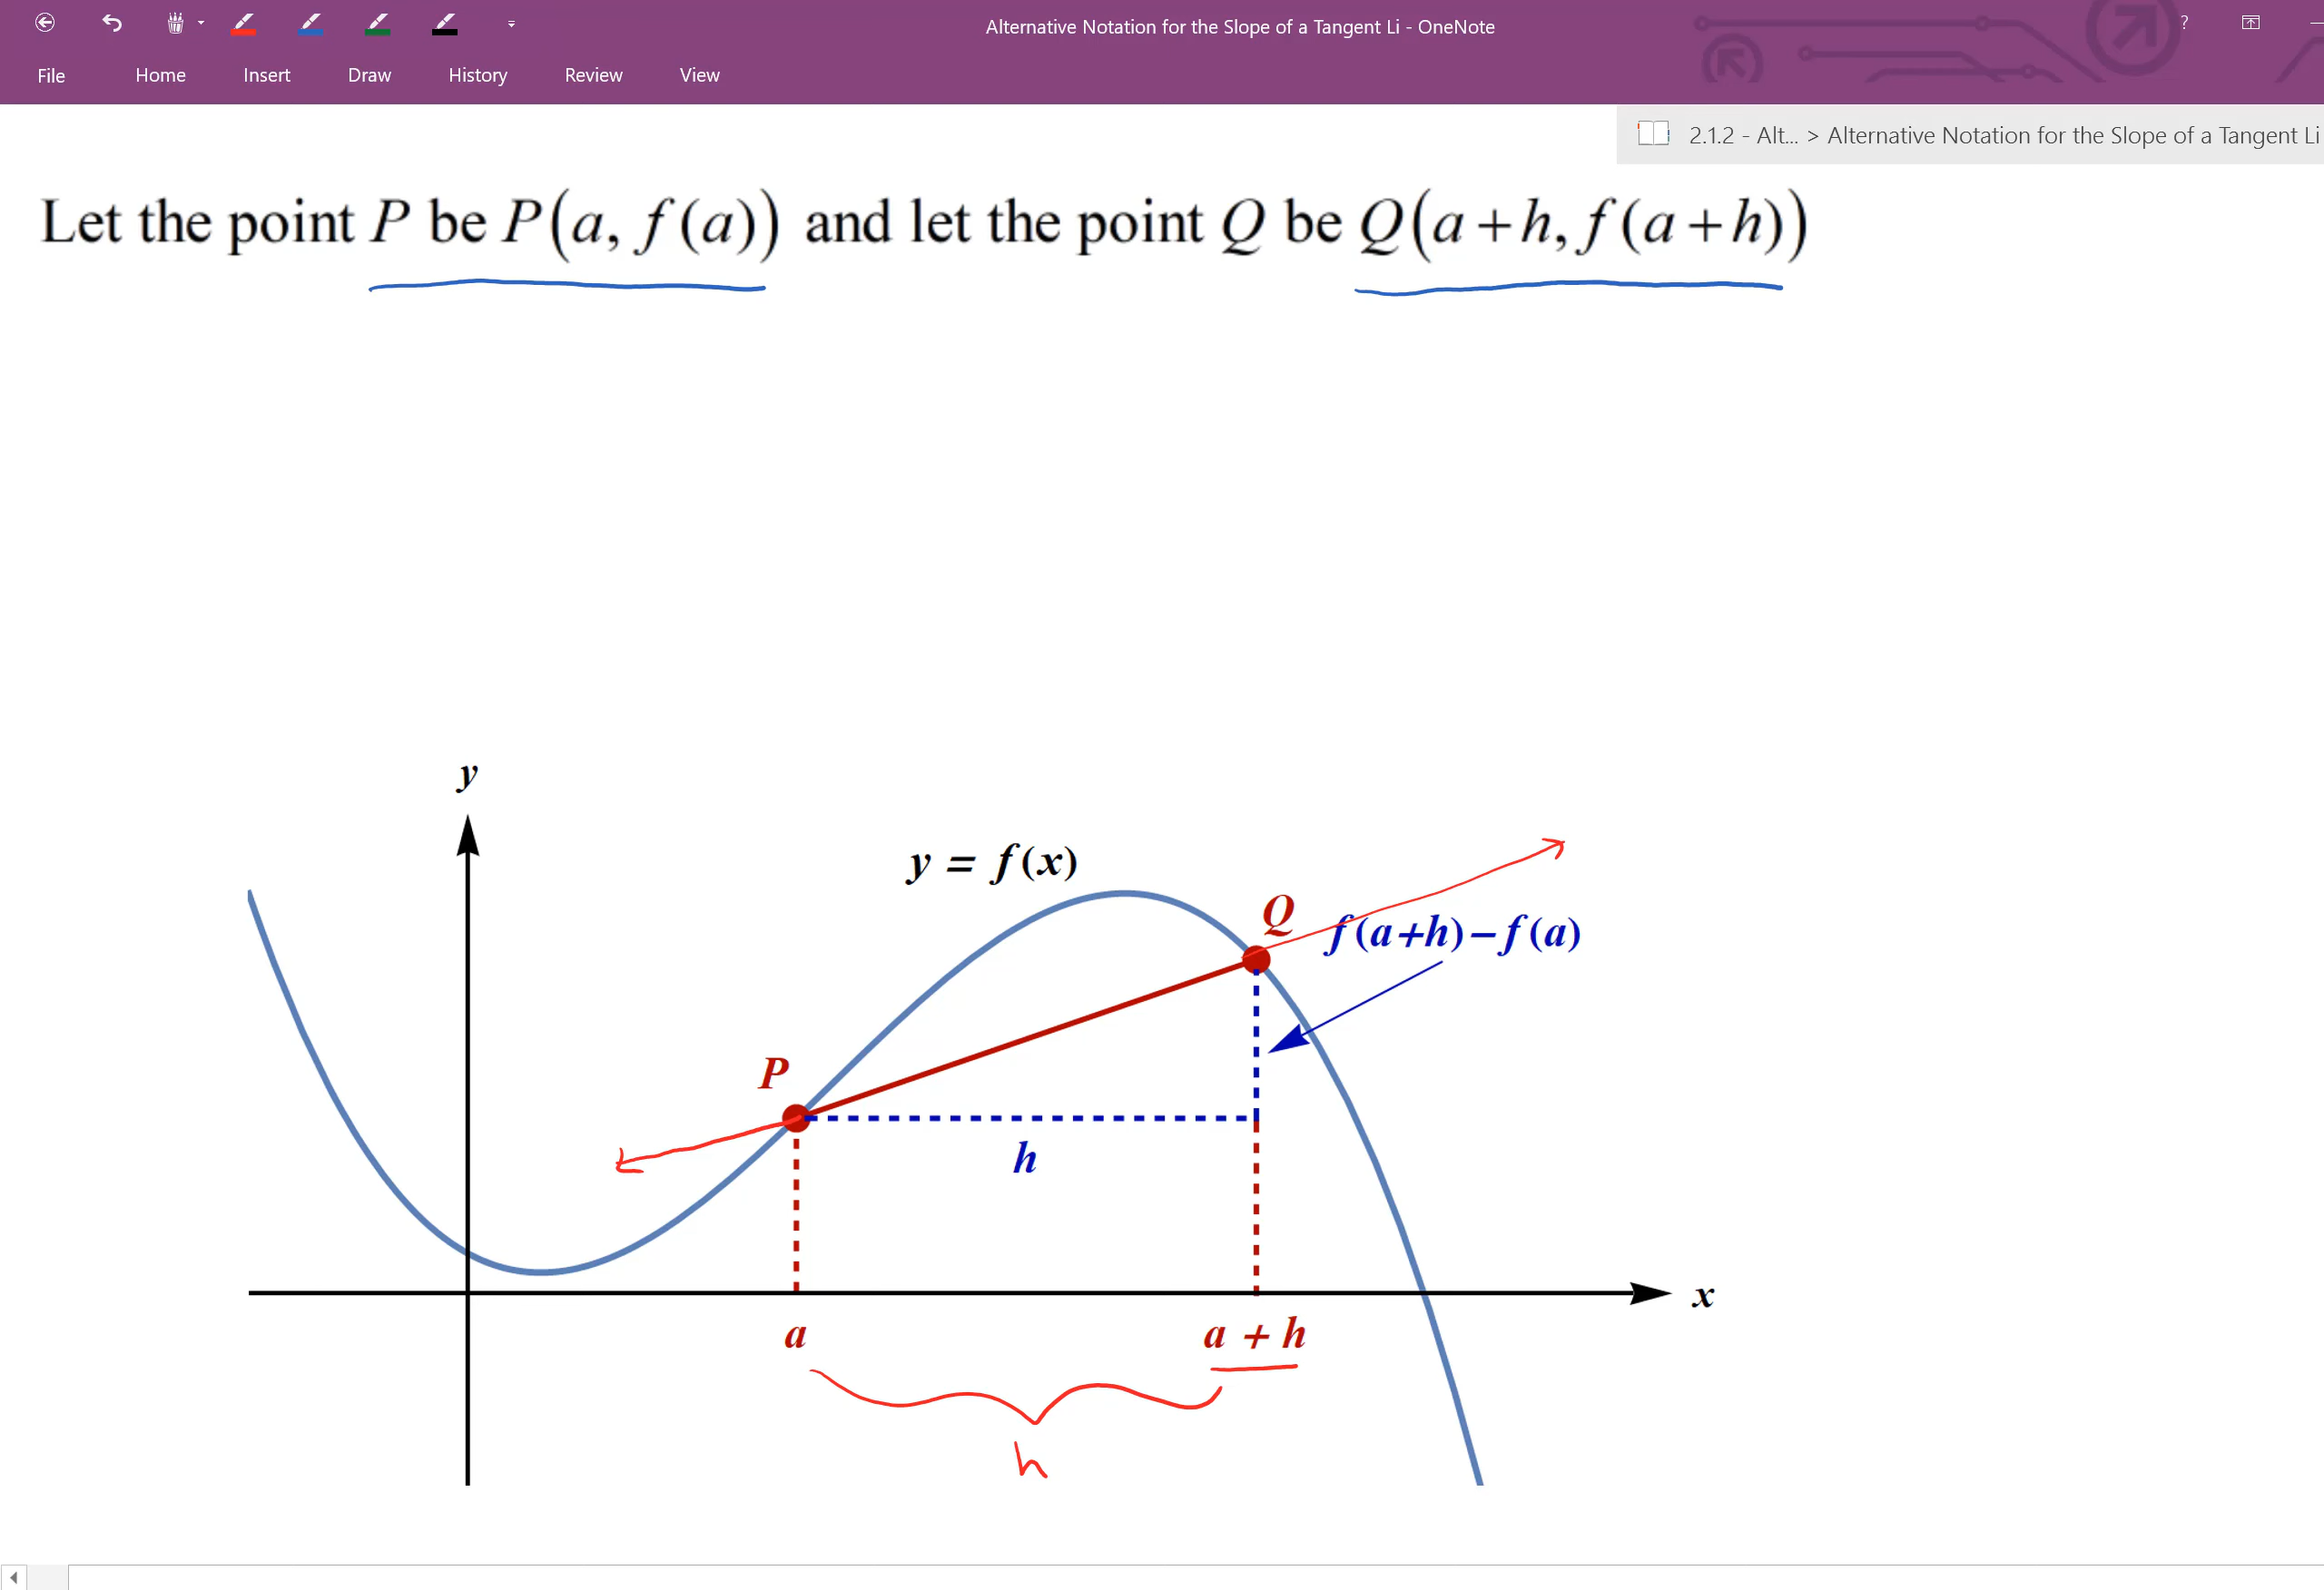 Alternative Notation for the Slope of a Tangent Li - OneNote
?
File Home Insert Draw History Review View
2.1.2 - Alt... > Alternative Notation for the Slope of a Tangent Li
Let the point P be P(a, f(a)) and let the point Q be Q(a+h, f(a+h))
y
y = f(x)
Q
f(a+h)−f(a)
P
h
x
a
a + h
h